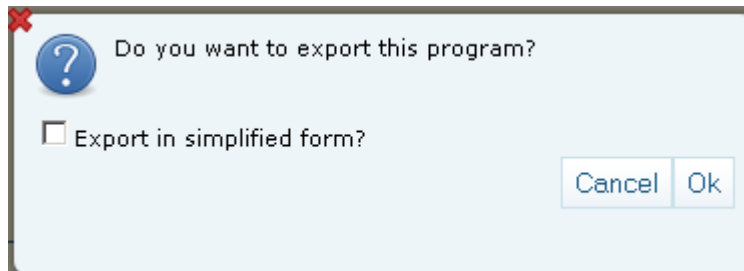 Do you want to export this program?
Export in simplified form?
Cancel Ok